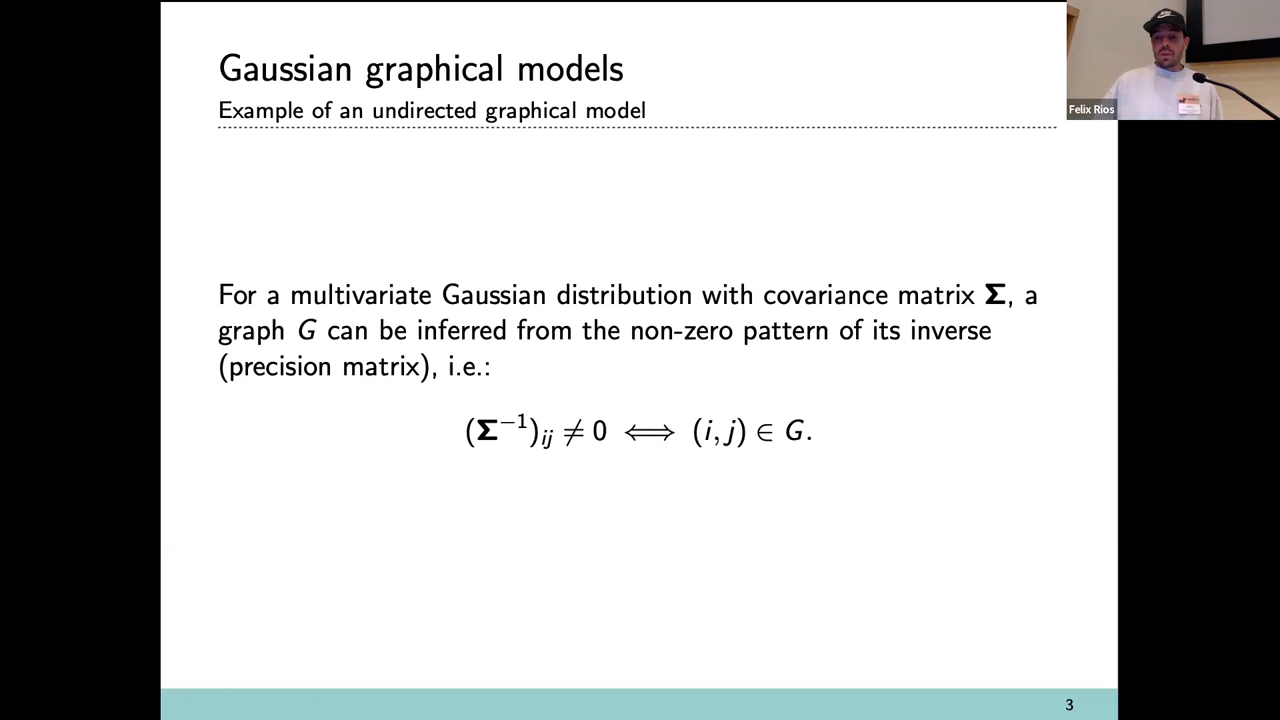 Gaussian graphical models
Example of an undirected graphical model
Felix Rios
For a multivariate Gaussian distribution with covariance matrix Σ, a
graph G can be inferred from the non-zero pattern of its inverse
(precision matrix), i.e.:
(Σ⁻¹)ᵢⱼ ≠ 0 ⟺ (i, j) ∈ G.
3